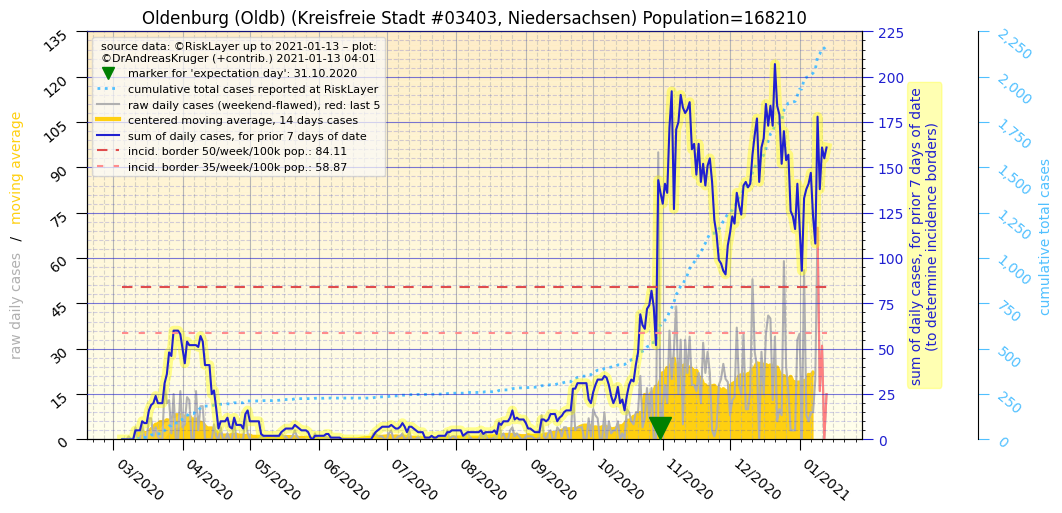 Oldenburg (Oldb) (Kreisfreie Stadt #03403, Niedersachsen) Population=168210
source data: ©RiskLayer up to 2021-01-13 – plot:
©DrAndreasKruger (+contrib.) 2021-01-13 04:01
marker for 'expectation day': 31.10.2020
cumulative total cases reported at RiskLayer
raw daily cases (weekend-flawed), red: last 5
centered moving average, 14 days cases
sum of daily cases, for prior 7 days of date
incid. border 50/week/100k pop.: 84.11
incid. border 35/week/100k pop.: 58.87
raw daily cases / moving average
135
120
105
90
75
60
45
30
15
0
03/2020
04/2020
05/2020
06/2020
07/2020
08/2020
09/2020
10/2020
11/2020
12/2020
01/2021
225
200
175
150
125
100
75
50
25
0
sum of daily cases, for prior 7 days of date
(to determine incidence borders)
2,250
2,000
1,750
1,500
1,250
1,000
750
500
250
0
cumulative total cases